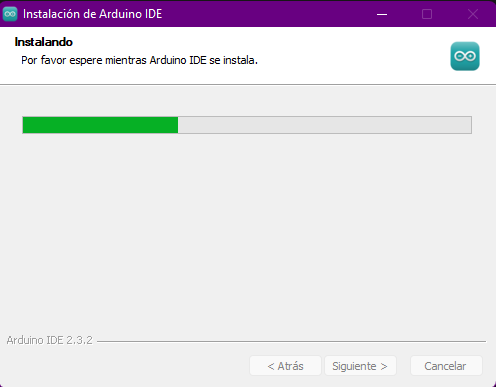 Instalación de Arduino IDE
Instalando
Por favor espere mientras Arduino IDE se instala.
Arduino IDE 2.3.2
< Atrás
Siguiente >
Cancelar